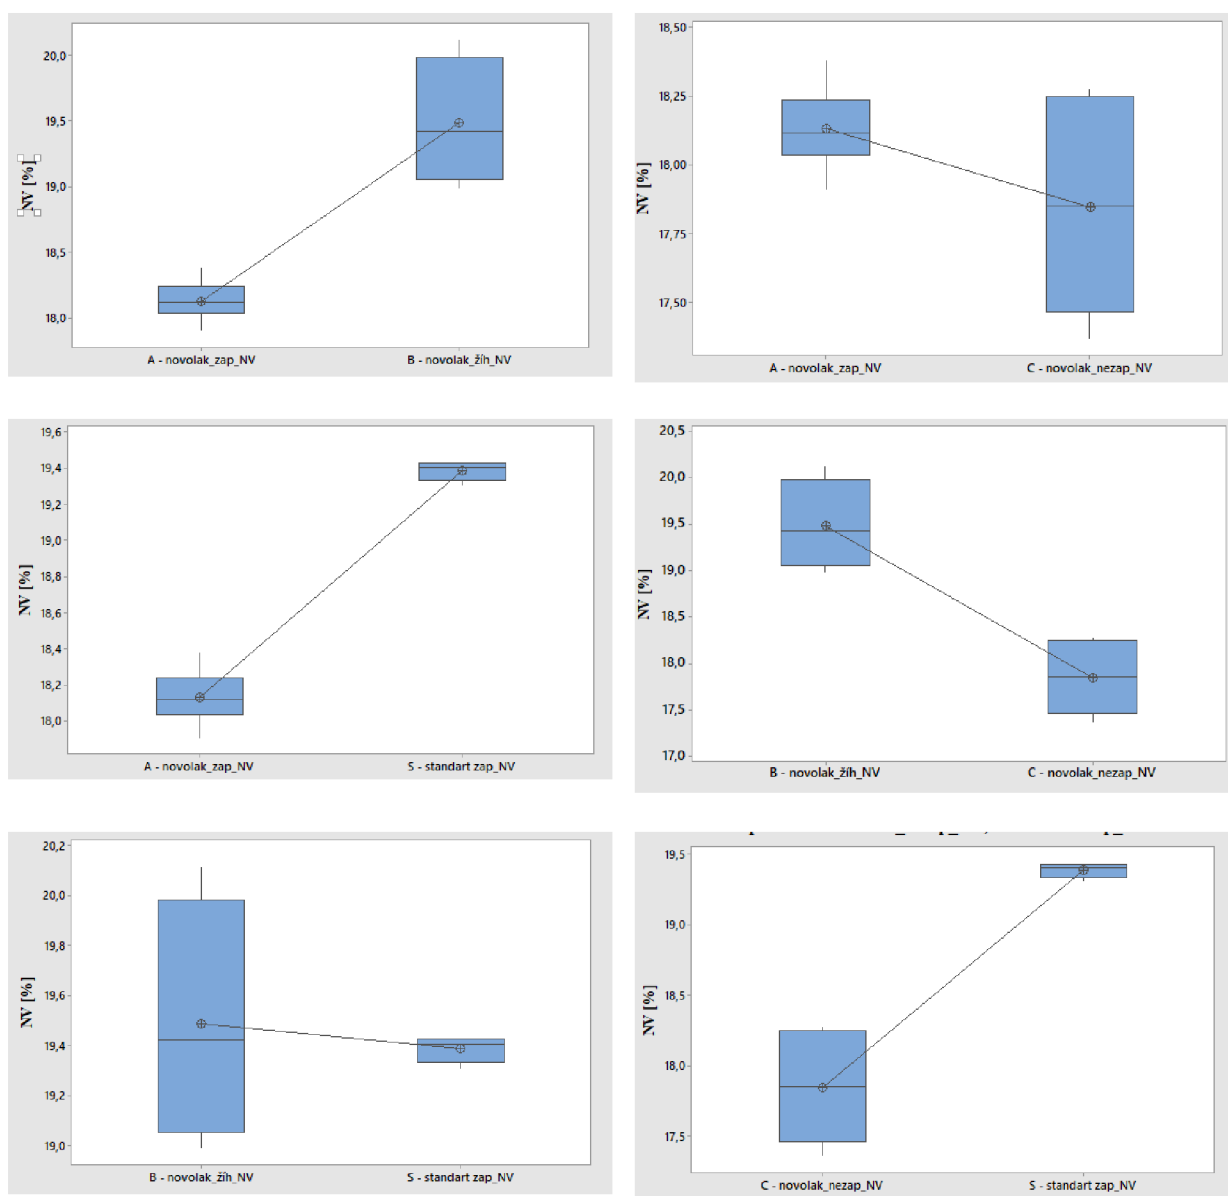 20,0
19,5
19,0
18,5
18,0
NV [%]
A - novolak_zap_NV
B - novolak_žíh_NV
18,50
18,25
18,00
17,75
17,50
NV [%]
A - novolak_zap_NV
C - novolak_nezap_NV
19,6
19,4
19,2
19,0
18,8
18,6
18,4
18,2
18,0
NV [%]
A - novolak_zap_NV
S - standart zap_NV
20,5
20,0
19,5
19,0
18,5
18,0
17,5
17,0
NV [%]
B - novolak_žíh_NV
C - novolak_nezap_NV
20,2
20,0
19,8
19,6
19,4
19,2
19,0
NV [%]
B - novolak_žíh_NV
S - standart zap_NV
19,5
19,0
18,5
18,0
17,5
NV [%]
C - novolak_nezap_NV
S - standart zap_NV